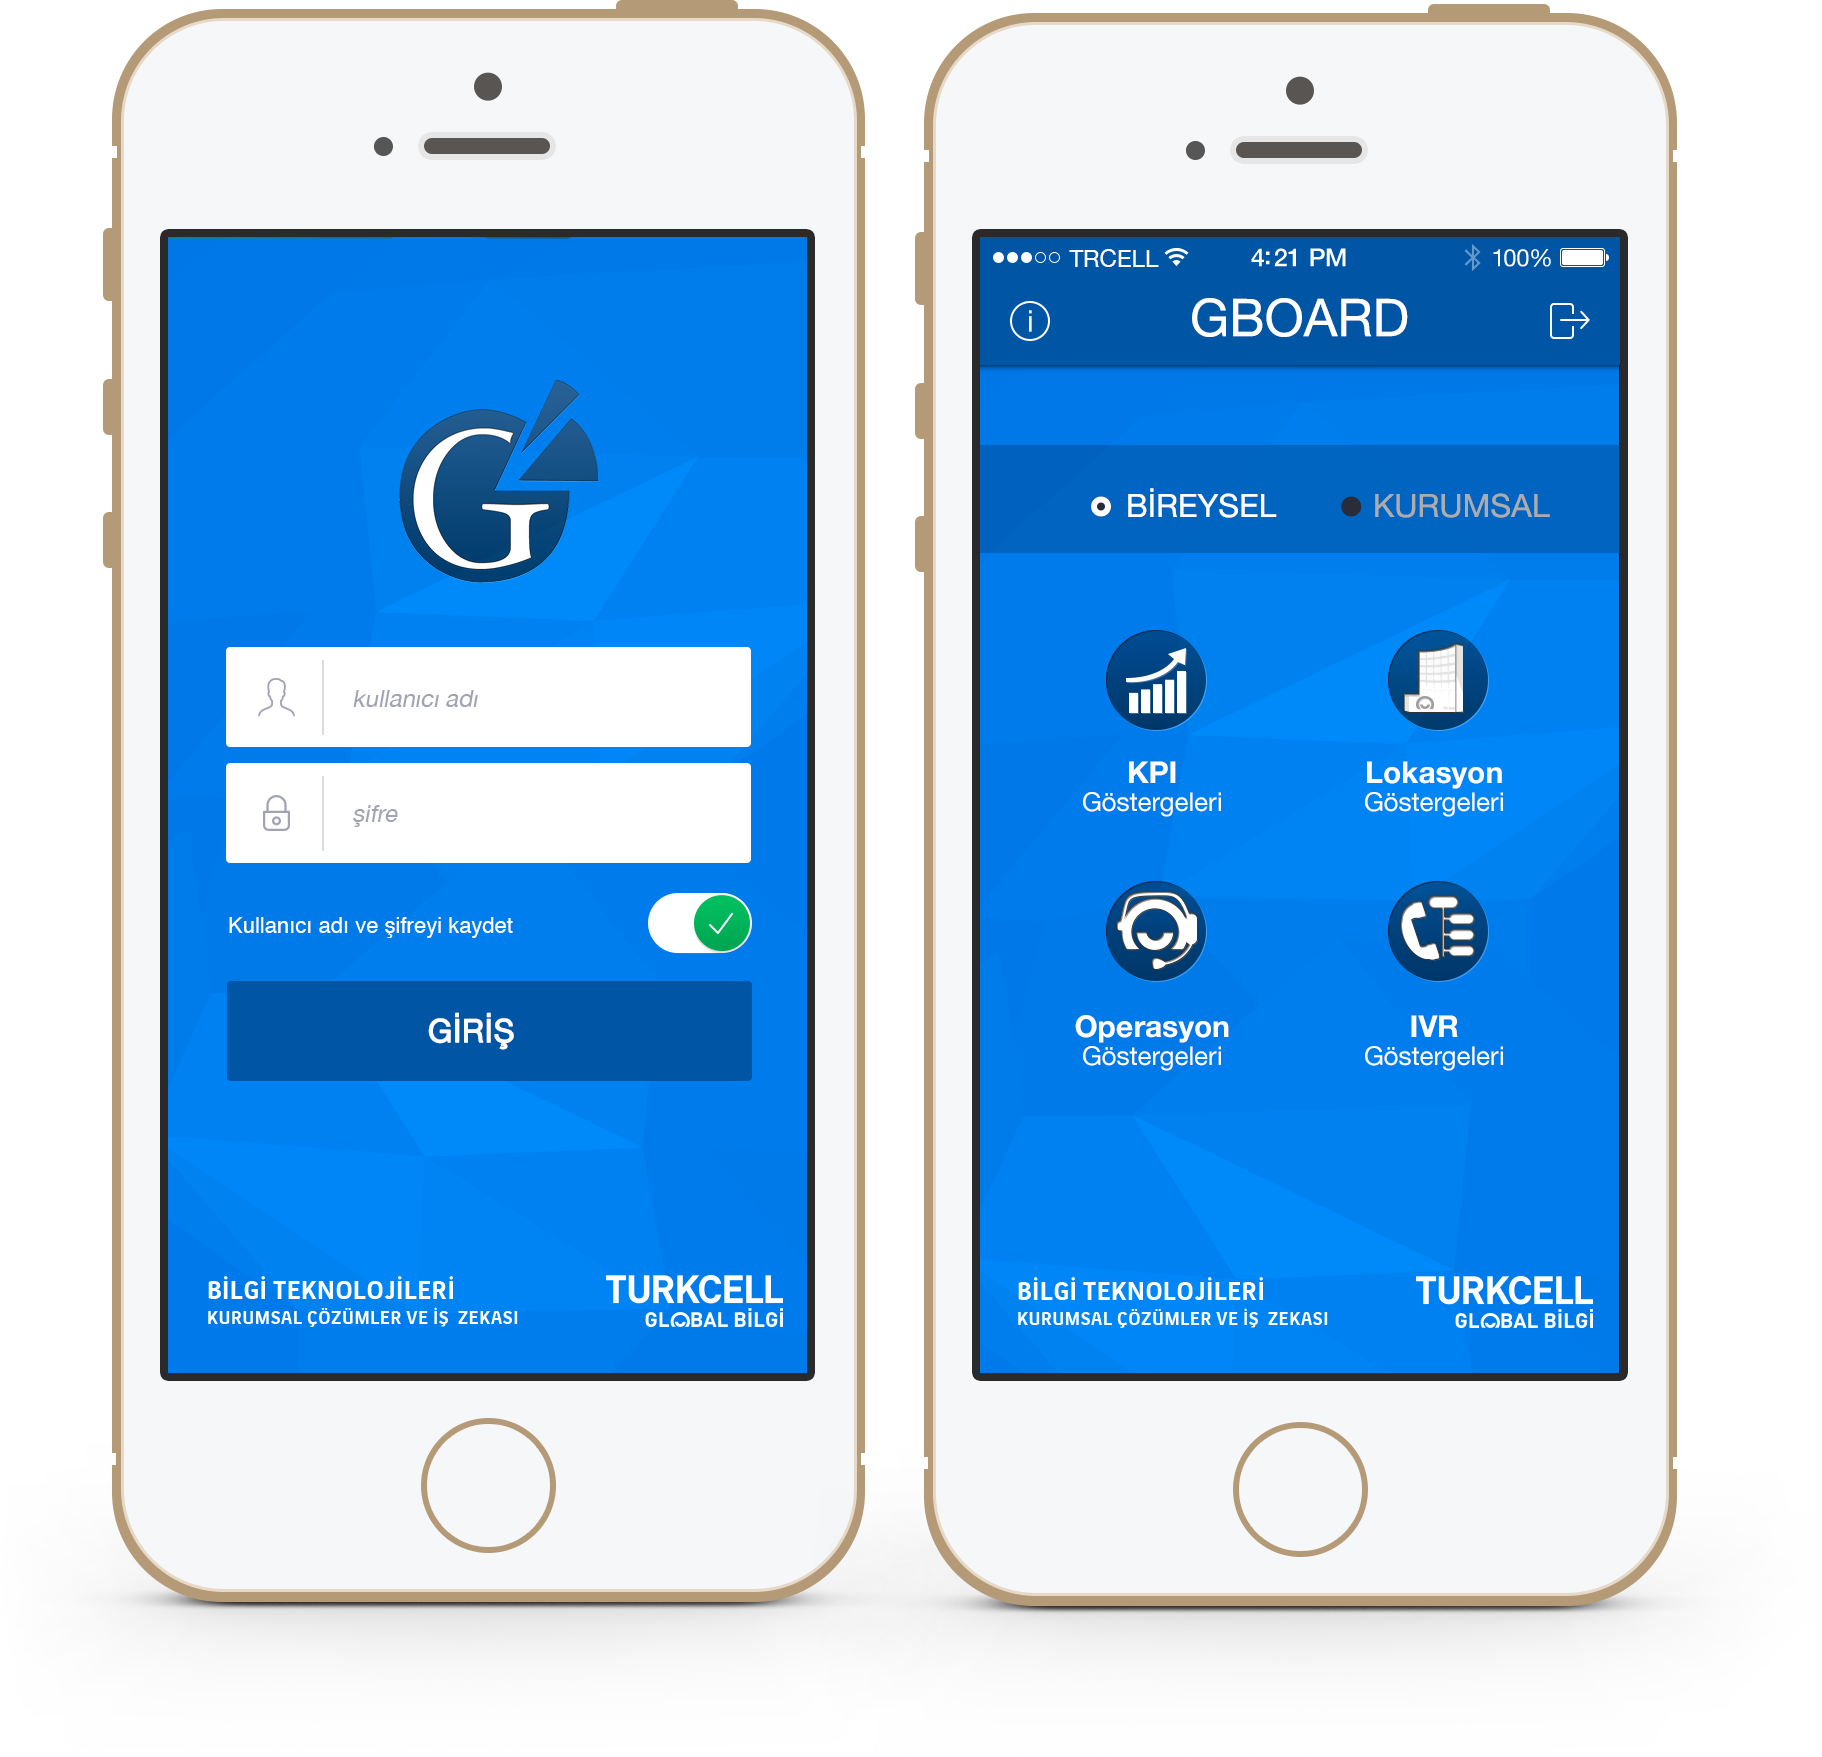 G
kullanıcı adı
şifre
Kullanıcı adı ve şifreyi kaydet
GİRİŞ
BİLGİ TEKNOLOJİLERİ
KURUMSAL ÇÖZÜMLER VE İŞ ZEKASI
TURKCELL
GLOBAL BİLGİ
TRCELL 4:21 PM 100%
GBOARD
BİREYSEL KURUMSAL
KPI
Göstergeleri
Lokasyon
Göstergeleri
Operasyon
Göstergeleri
IVR
Göstergeleri
BİLGİ TEKNOLOJİLERİ
KURUMSAL ÇÖZÜMLER VE İŞ ZEKASI
TURKCELL
GLOBAL BİLGİ